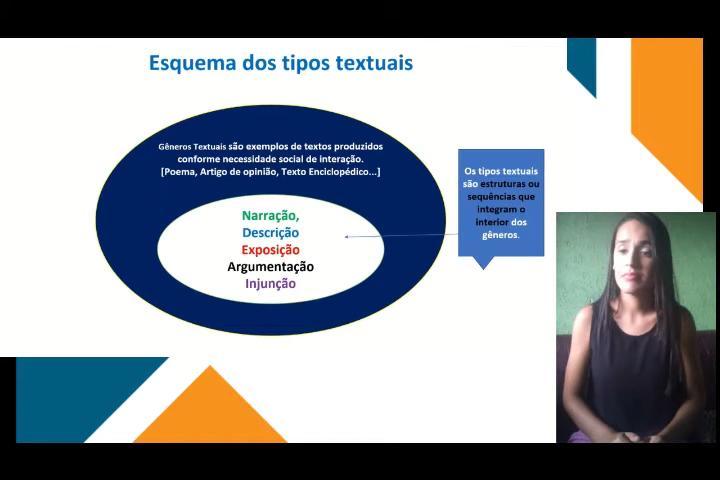 Esquema dos tipos textuais
Gêneros Textuais são exemplos de textos produzidos
conforme necessidade social de interação.
[Poema, Artigo de opinião, Texto Enciclopédico...]
Narração,
Descrição
Exposição
Argumentação
Injunção
Os tipos textuais
são estruturas ou
sequências que
integram o
interior dos
gêneros.